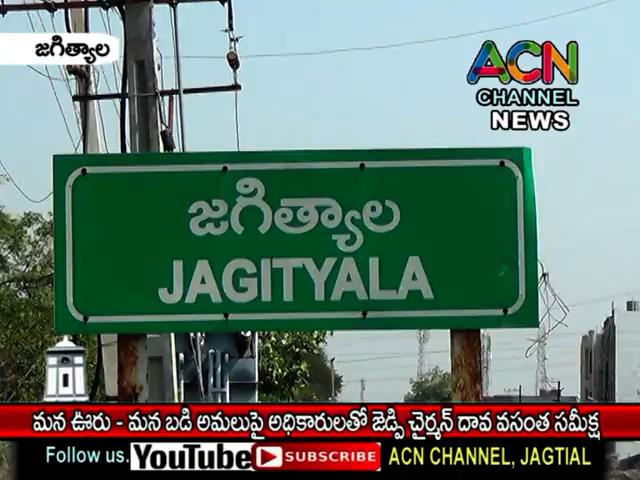 జగిత్యాల
ACN
CHANNEL
NEWS
జగిత్యాల
JAGITYALA
మన ఊరు - మన బడి అమలుపై అధికారులతో జెడ్పి చైర్మన్ దావ వసంత సమీక్ష
Follow us. YouTube SUBSCRIBE ACN CHANNEL, JAGTIAL